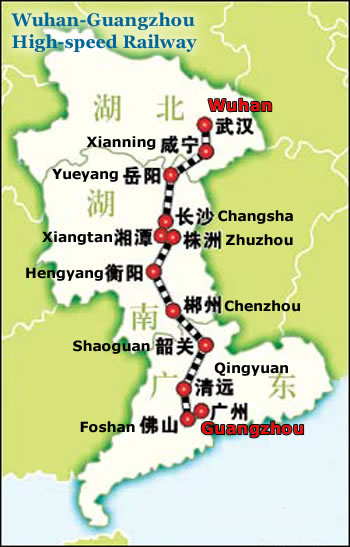 Wuhan-Guangzhou
High-speed Railway
湖北
Wuhan
武汉
Xianning 咸宁
Yueyang 岳阳
湖
长沙 Changsha
Xiangtan 湘潭
株洲 Zhuzhou
Hengyang 衡阳
南
郴州 Chenzhou
Shaoguan 韶关
Qingyuan
广 东
清远
广州
Foshan 佛山
Guangzhou